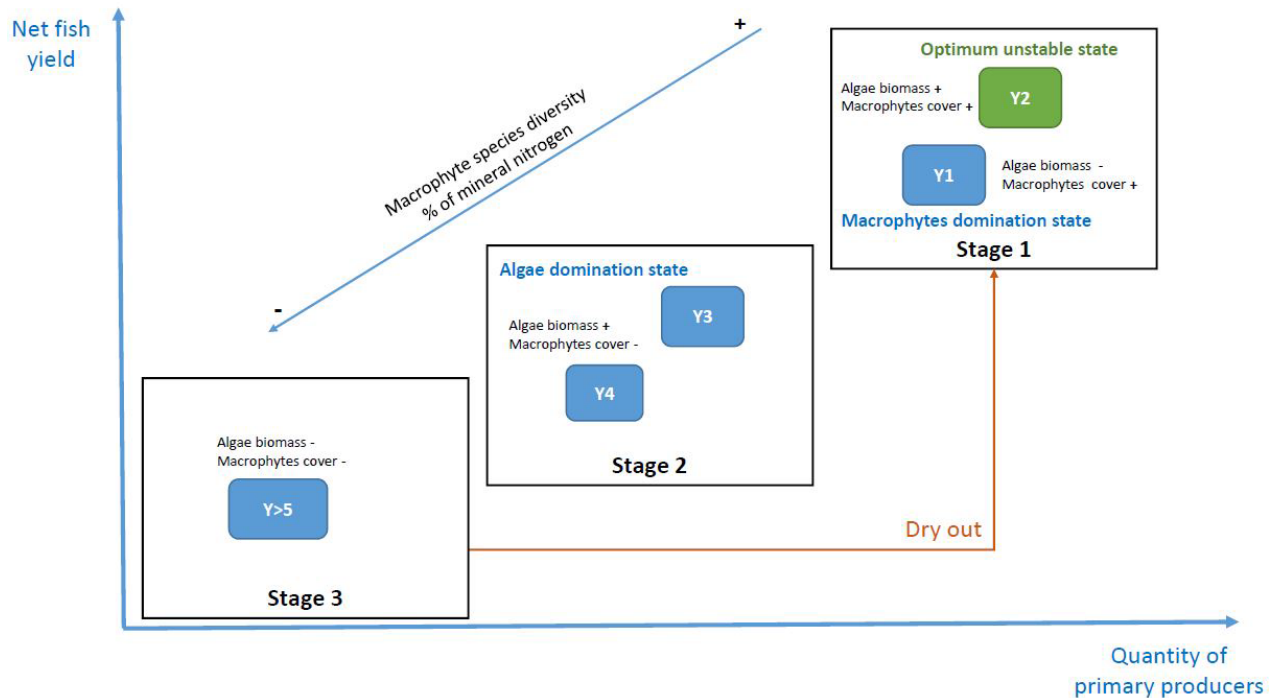 Net fish
yield
+
Macrophyte species diversity
% of mineral nitrogen
-
Optimum unstable state
Algae biomass +
Macrophytes cover +
Y2
Y1
Algae biomass -
Macrophytes cover +
Macrophytes domination state
Stage 1
Algae domination state
Y3
Algae biomass +
Macrophytes cover -
Y4
Stage 2
Algae biomass -
Macrophytes cover -
Y>5
Stage 3
Dry out
Quantity of
primary producers